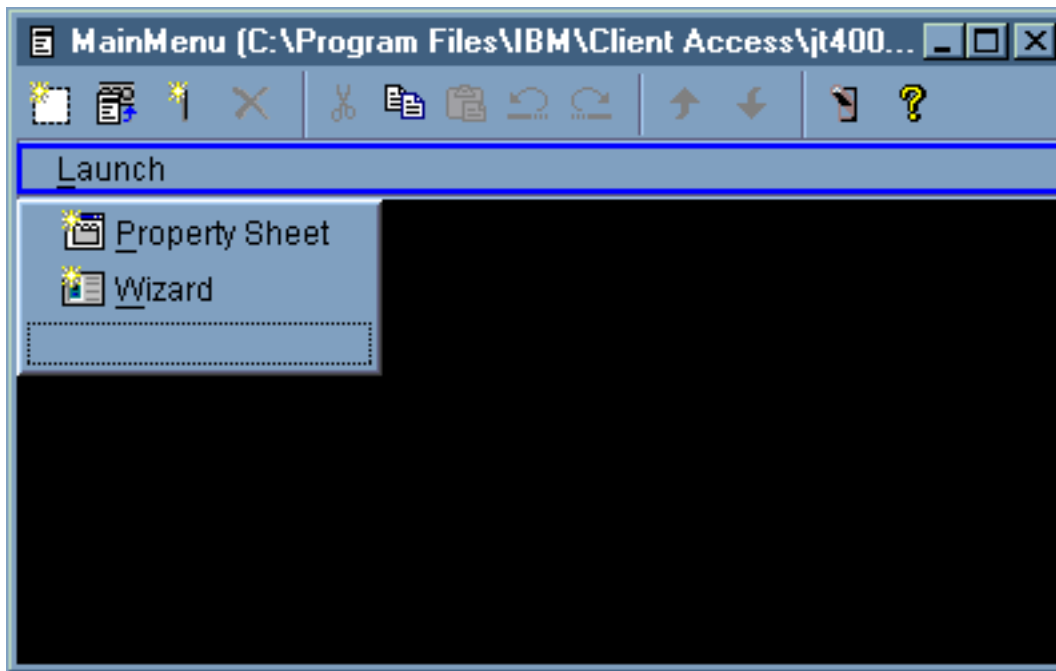 MainMenu (C:\Program Files\IBM\Client Access\jt400...
Launch
Property Sheet
Wizard